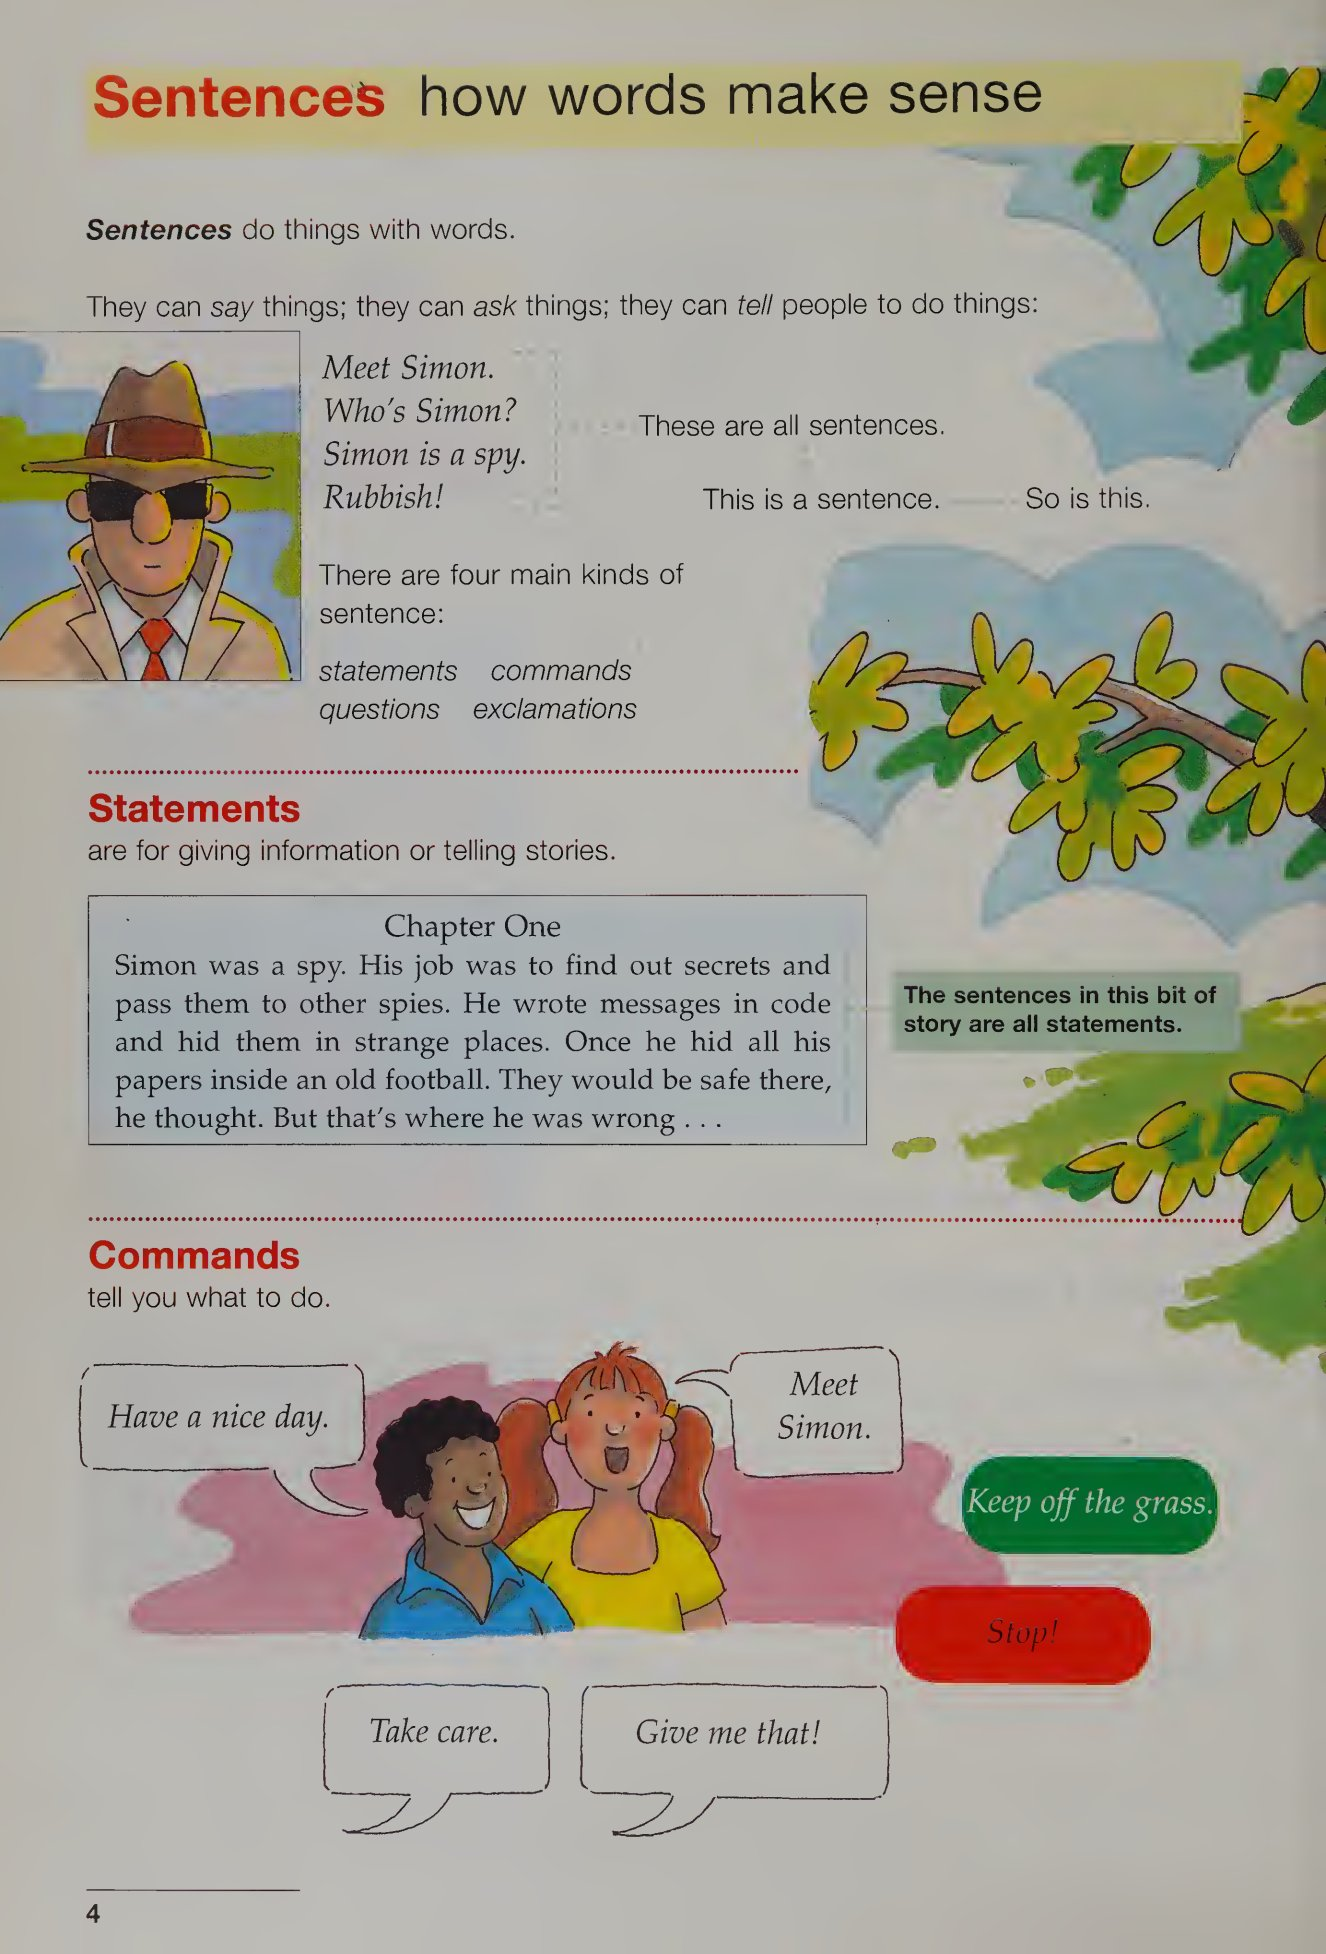 Sentences how words make sense
Sentences do things with words.
They can say things; they can ask things; they can tell people to do things:
Meet Simon.
Who's Simon?
Simon is a spy.
Rubbish!
These are all sentences.
This is a sentence.
So is this.
There are four main kinds of
sentence:
statements commands
questions exclamations
Statements
are for giving information or telling stories.
Chapter One
Simon was a spy. His job was to find out secrets and
pass them to other spies. He wrote messages in code
and hid them in strange places. Once he hid all his
papers inside an old football. They would be safe there,
he thought. But that's where he was wrong . . .
The sentences in this bit of
story are all statements.
Commands
tell you what to do.
Have a nice day.
Meet
Simon.
Keep off the grass.
Stop!
Take care.
Give me that!
4